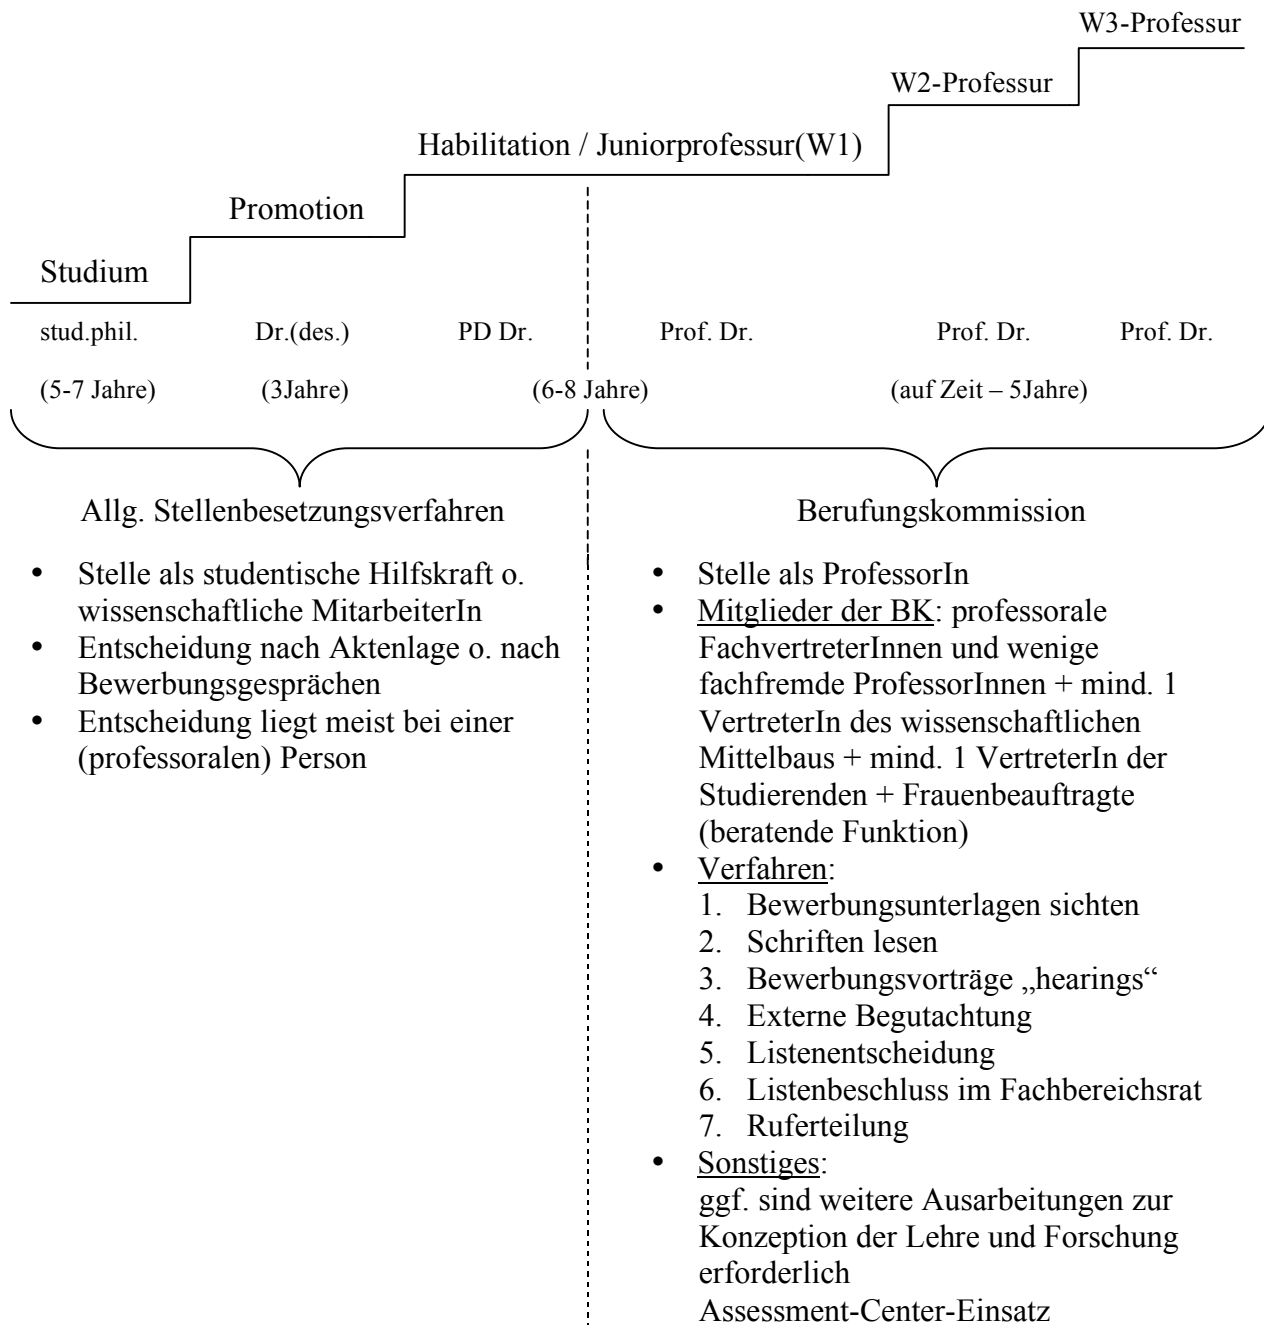 W3-Professur
W2-Professur
Habilitation / Juniorprofessur(W1)
Promotion
Studium
stud.phil. Dr.(des.) PD Dr. Prof. Dr. Prof. Dr. Prof. Dr.
(5-7 Jahre) (3Jahre) (6-8 Jahre) (auf Zeit – 5Jahre)
Allg. Stellenbesetzungsverfahren
• Stelle als studentische Hilfskraft o.
wissenschaftliche MitarbeiterIn
• Entscheidung nach Aktenlage o. nach
Bewerbungsgesprächen
• Entscheidung liegt meist bei einer
(professoralen) Person
Berufungskommission
• Stelle als ProfessorIn
• Mitglieder der BK: professorale
FachvertreterInnen und wenige
fachfremde ProfessorInnen + mind. 1
VertreterIn des wissenschaftlichen
Mittelbaus + mind. 1 VertreterIn der
Studierenden + Frauenbeauftragte
(beratende Funktion)
• Verfahren:
1. Bewerbungsunterlagen sichten
2. Schriften lesen
3. Bewerbungsvorträge „hearings“
4. Externe Begutachtung
5. Listenentscheidung
6. Listenbeschluss im Fachbereichsrat
7. Ruferteilung
• Sonstiges:
ggf. sind weitere Ausarbeitungen zur
Konzeption der Lehre und Forschung
erforderlich
Assessment-Center-Einsatz